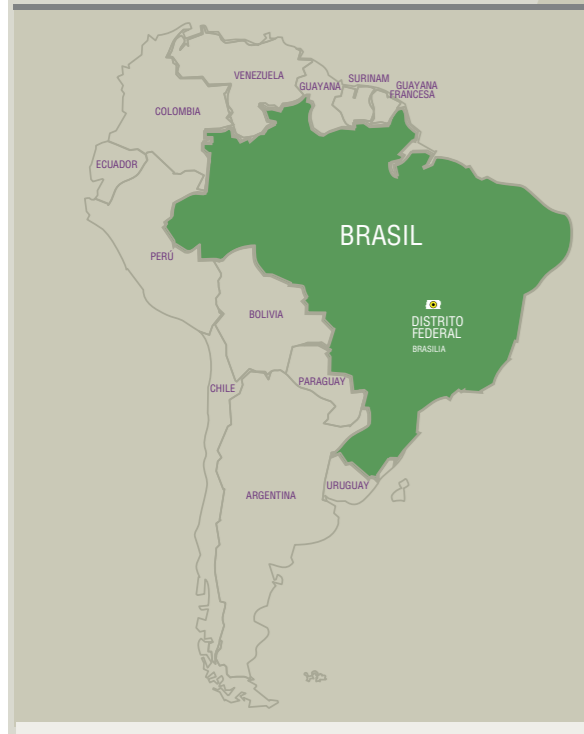 VENEZUELA
SURINAM
GUAYANA
GUAYANA
FRANCESA
COLOMBIA
ECUADOR
BRASIL
PERÚ
BOLIVIA
DISTRITO
FEDERAL
BRASILIA
PARAGUAY
CHILE
URUGUAY
ARGENTINA